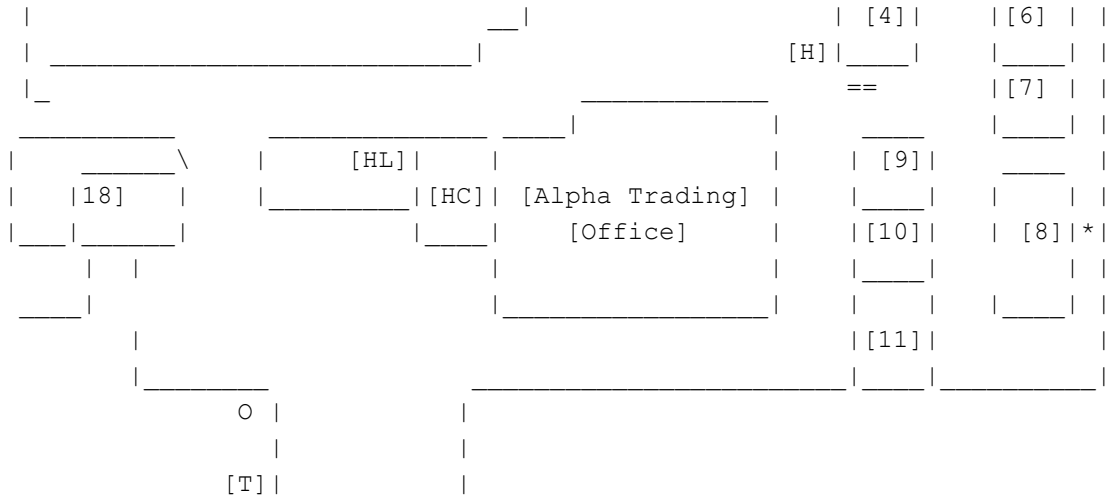 [4] [6]
[H]
== [7]
[HL] [9]
18] [HC] [Alpha Trading]
[Office] [10] [8] *
[11]
O
[T]